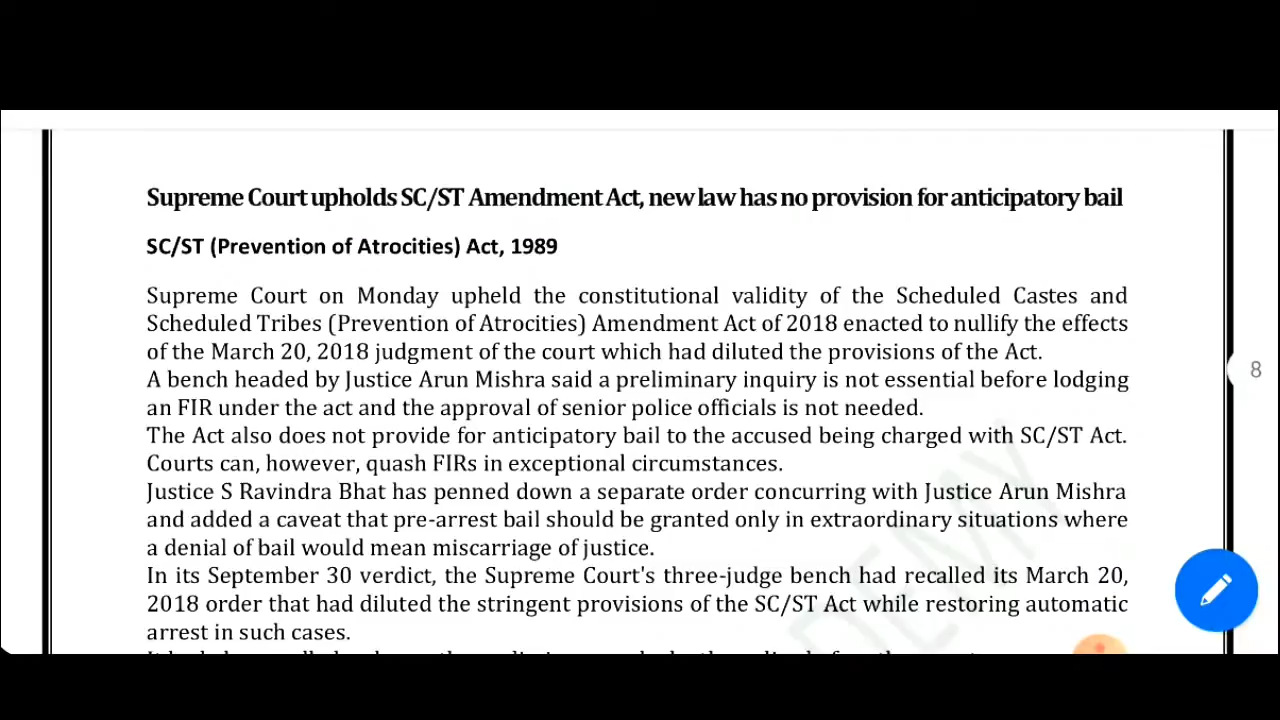 Supreme Court upholds SC/ST Amendment Act, new law has no provision for anticipatory bail
SC/ST (Prevention of Atrocities) Act, 1989
Supreme Court on Monday upheld the constitutional validity of the Scheduled Castes and
Scheduled Tribes (Prevention of Atrocities) Amendment Act of 2018 enacted to nullify the effects
of the March 20, 2018 judgment of the court which had diluted the provisions of the Act.
A bench headed by Justice Arun Mishra said a preliminary inquiry is not essential before lodging
an FIR under the act and the approval of senior police officials is not needed.
The Act also does not provide for anticipatory bail to the accused being charged with SC/ST Act.
Courts can, however, quash FIRs in exceptional circumstances.
Justice S Ravindra Bhat has penned down a separate order concurring with Justice Arun Mishra
and added a caveat that pre-arrest bail should be granted only in extraordinary situations where
a denial of bail would mean miscarriage of justice.
In its September 30 verdict, the Supreme Court's three-judge bench had recalled its March 20,
2018 order that had diluted the stringent provisions of the SC/ST Act while restoring automatic
arrest in such cases.
8
DEMY